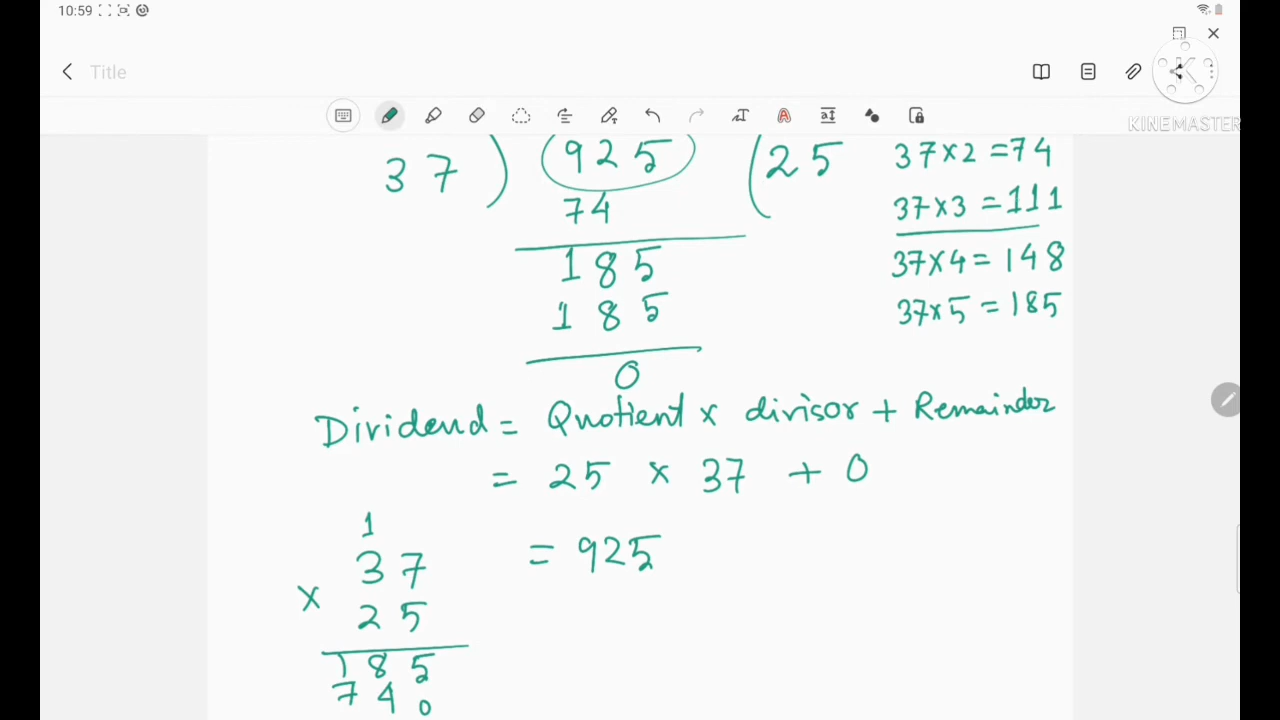 10:59
Title
KINEMASTER
37 ) 925 ( 25 37×2 =74
74 37×3 =111
185 37×4= 148
185 37×5 =185
0
Dividend = Quotient × divisor + Remainder
= 25 × 37 + 0
1
37 = 925
× 25
185
740